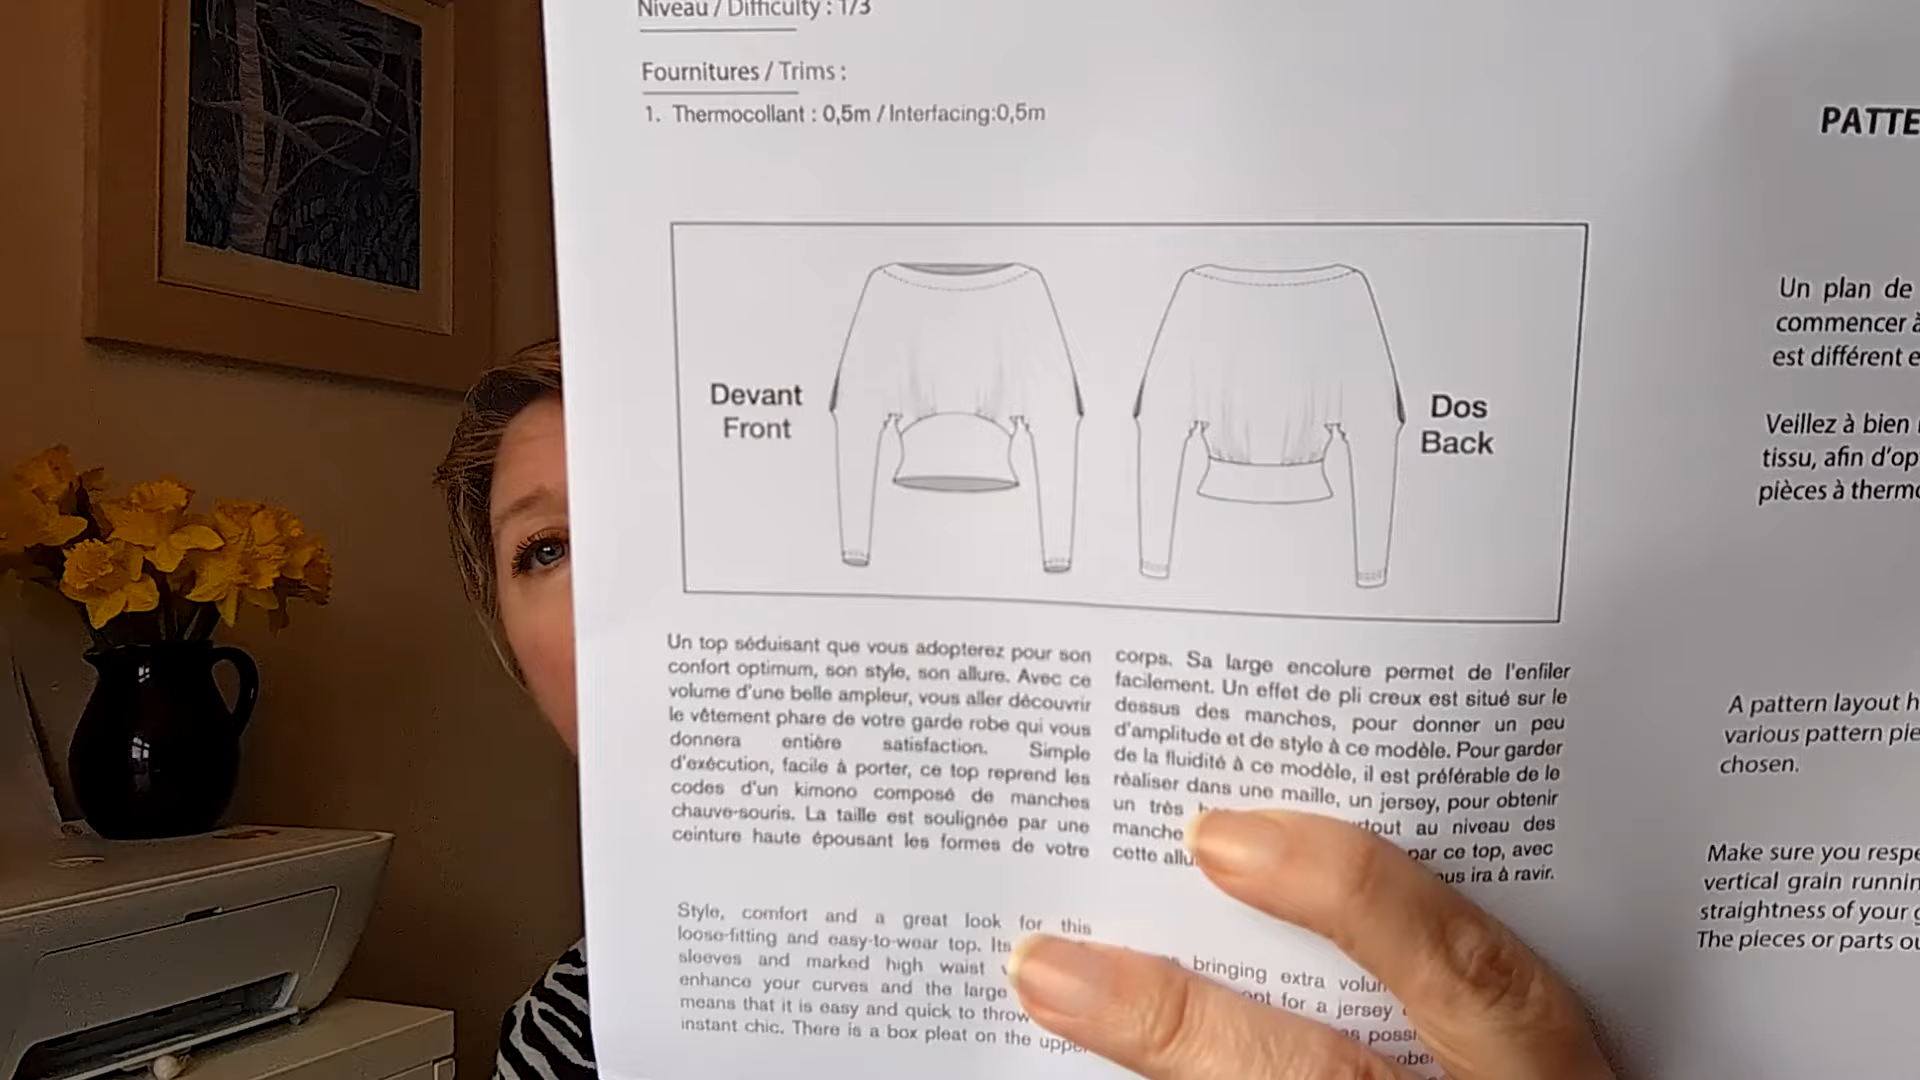 Niveau / Difficulty : 1/3
Fournitures / Trims :
1. Thermocollant : 0,5m / Interfacing:0,5m
Devant
Front
Dos
Back
Un top séduisant que vous adopterez pour son
confort optimum, son style, son allure. Avec ce
volume d'une belle ampleur, vous aller découvrir
le vêtement phare de votre garde robe qui vous
donnera entière satisfaction. Simple
d'exécution, facile à porter, ce top reprend les
codes d'un kimono composé de manches
chauve-souris. La taille est soulignée par une
ceinture haute épousant les formes de votre
corps. Sa large encolure permet de l'enfiler
facilement. Un effet de pli creux est situé sur le
dessus des manches, pour donner un peu
d'amplitude et de style à ce modèle. Pour garder
de la fluidité à ce modèle, il est préférable de le
réaliser dans une maille, un jersey, pour obtenir
un très
manche au niveau des
cette par ce top, avec
ira à ravir.
Style, comfort and a great look for this
loose-fitting and easy-to-wear top. Its
sleeves and marked high waist
enhance your curves and the large
means that it is easy and quick to throw
instant chic. There is a box pleat on the
bringing extra
for a jersey
PATTE
Un plan de
commencer à
est différent
Veillez à bien
tissu, afin d'op
pièces à thermo
A pattern layout
various pattern
chosen.
Make sure you
vertical grain
straightness of your
The pieces or parts